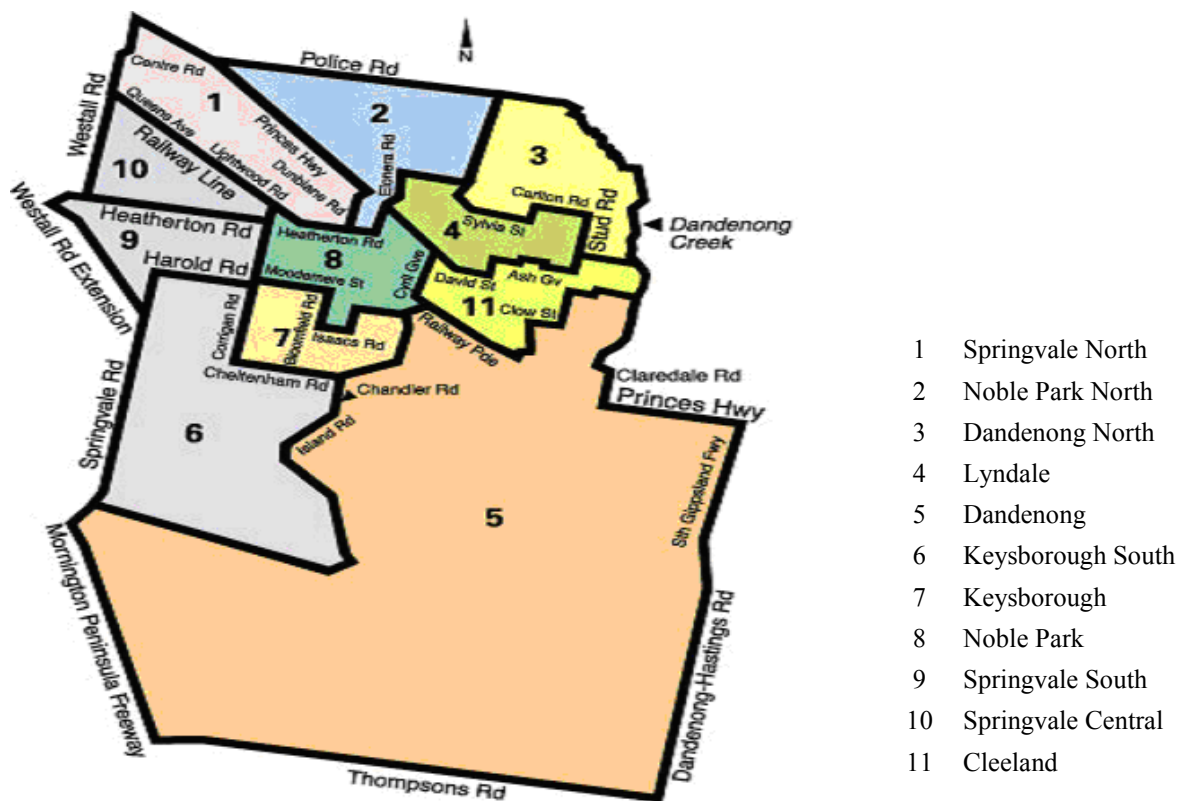 N
Police Rd
Centre Rd
Westall Rd
1
2
Queens Ave
Princes Hwy
3
Railway Line
Lightwood Rd
Dunblane Rd
Elonera Rd
10
Carlton Rd
Stud Rd
Dandenong Creek
Westall Rd Extension
Heatherton Rd
Sylvia St
4
9
Heatherton Rd
8
Harold Rd
Moodemere St
Cyril Gve
David St
Ash Gv
11
Clow St
Corrigan Rd
7
Bloomfield Rd
Isaacs Rd
Railway Pde
Cheltenham Rd
Chandler Rd
Claredale Rd
Princes Hwy
Springvale Rd
6
Island Rd
5
Sth Gippsland Fwy
Mornington Peninsula Freeway
Dandenong-Hastings Rd
Thompsons Rd
1 Springvale North
2 Noble Park North
3 Dandenong North
4 Lyndale
5 Dandenong
6 Keysborough South
7 Keysborough
8 Noble Park
9 Springvale South
10 Springvale Central
11 Cleeland